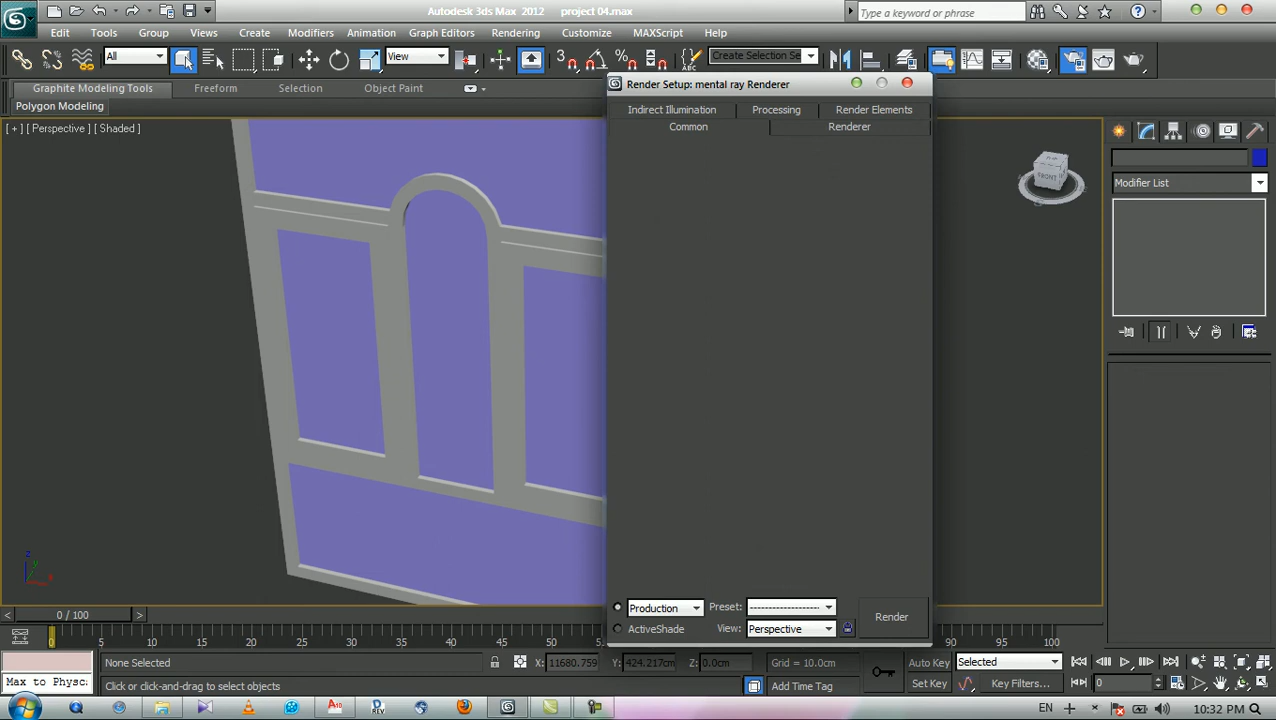 Autodesk 3ds Max 2012 project 04.max
Type a keyword or phrase
Edit Tools Group Views Create Modifiers Animation Graph Editors Rendering Customize MAXScript Help
All View Create Selection Se
Graphite Modeling Tools Freeform Selection Object Paint
Polygon Modeling
[ + ] [ Perspective ] [ Shaded ]
Render Setup: mental ray Renderer
Indirect Illumination Processing Render Elements
Common Renderer
Modifier List
Production Preset: Render
ActiveShade View: Perspective
0 / 100
0 5 10 15 20 25 30 35 40 45 50 90 95 100
None Selected X: 11680.759 Y: 424.217cm Z: 0.0cm Grid = 10.0cm Auto Key Selected
Max to Physc Click or click-and-drag to select objects Add Time Tag Set Key Key Filters... 0
EN 10:32 PM